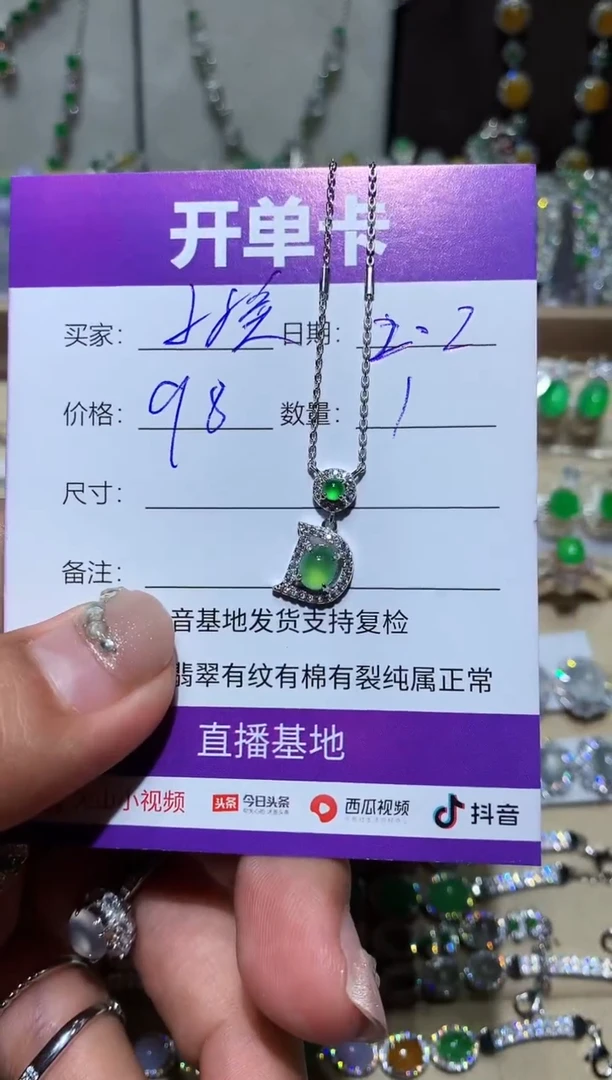 开单卡
买家： 日期：2.2
价格：98 数量：1
尺寸：
备注：
音基地发货支持复检
翡翠有纹有棉有裂纯属正常
直播基地
小视频 头条 今日头条 西瓜视频 抖音